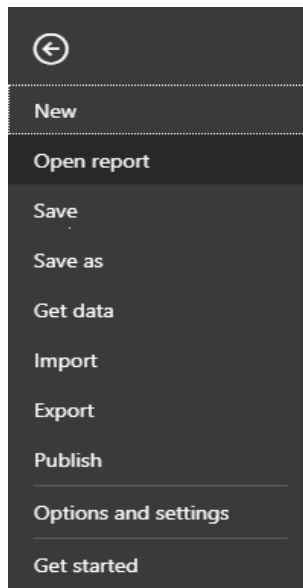 New
Open report
Save
Save as
Get data
Import
Export
Publish
Options and settings
Get started